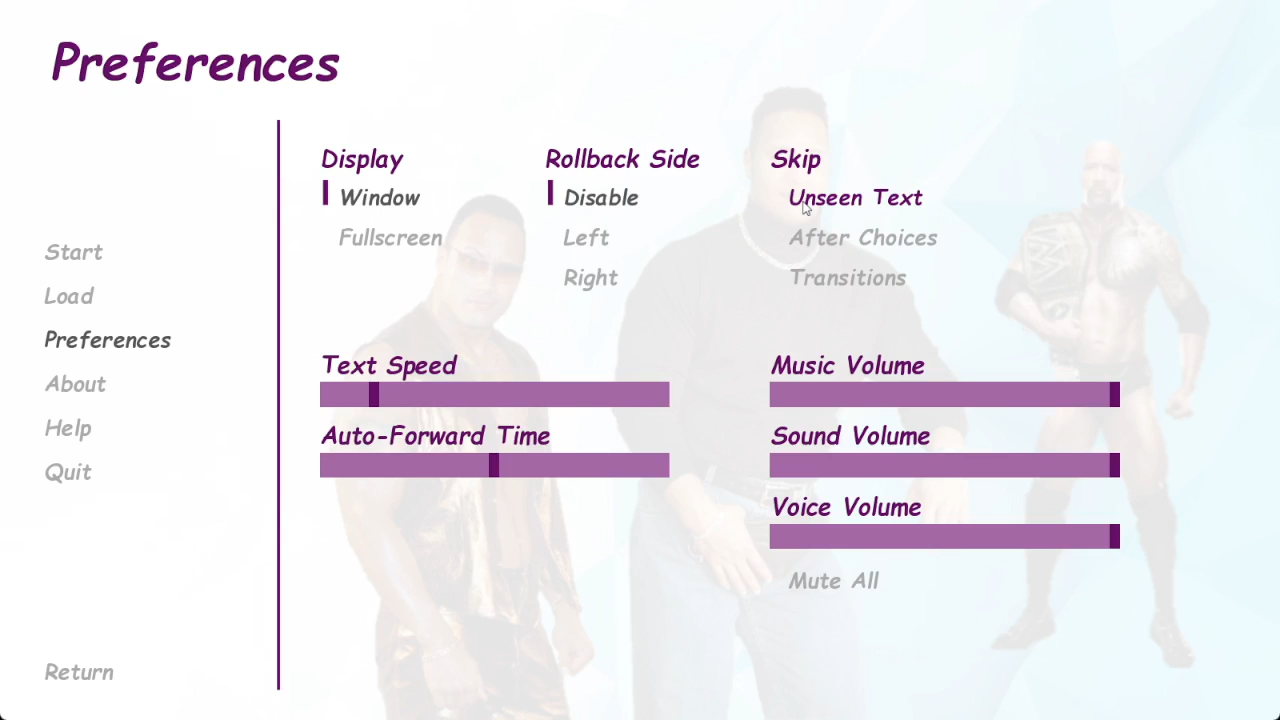 Preferences
Start
Load
Preferences
About
Help
Quit
Return
Display
Window
Fullscreen
Rollback Side
Disable
Left
Right
Skip
Unseen Text
After Choices
Transitions
Text Speed
Auto-Forward Time
Music Volume
Sound Volume
Voice Volume
Mute All